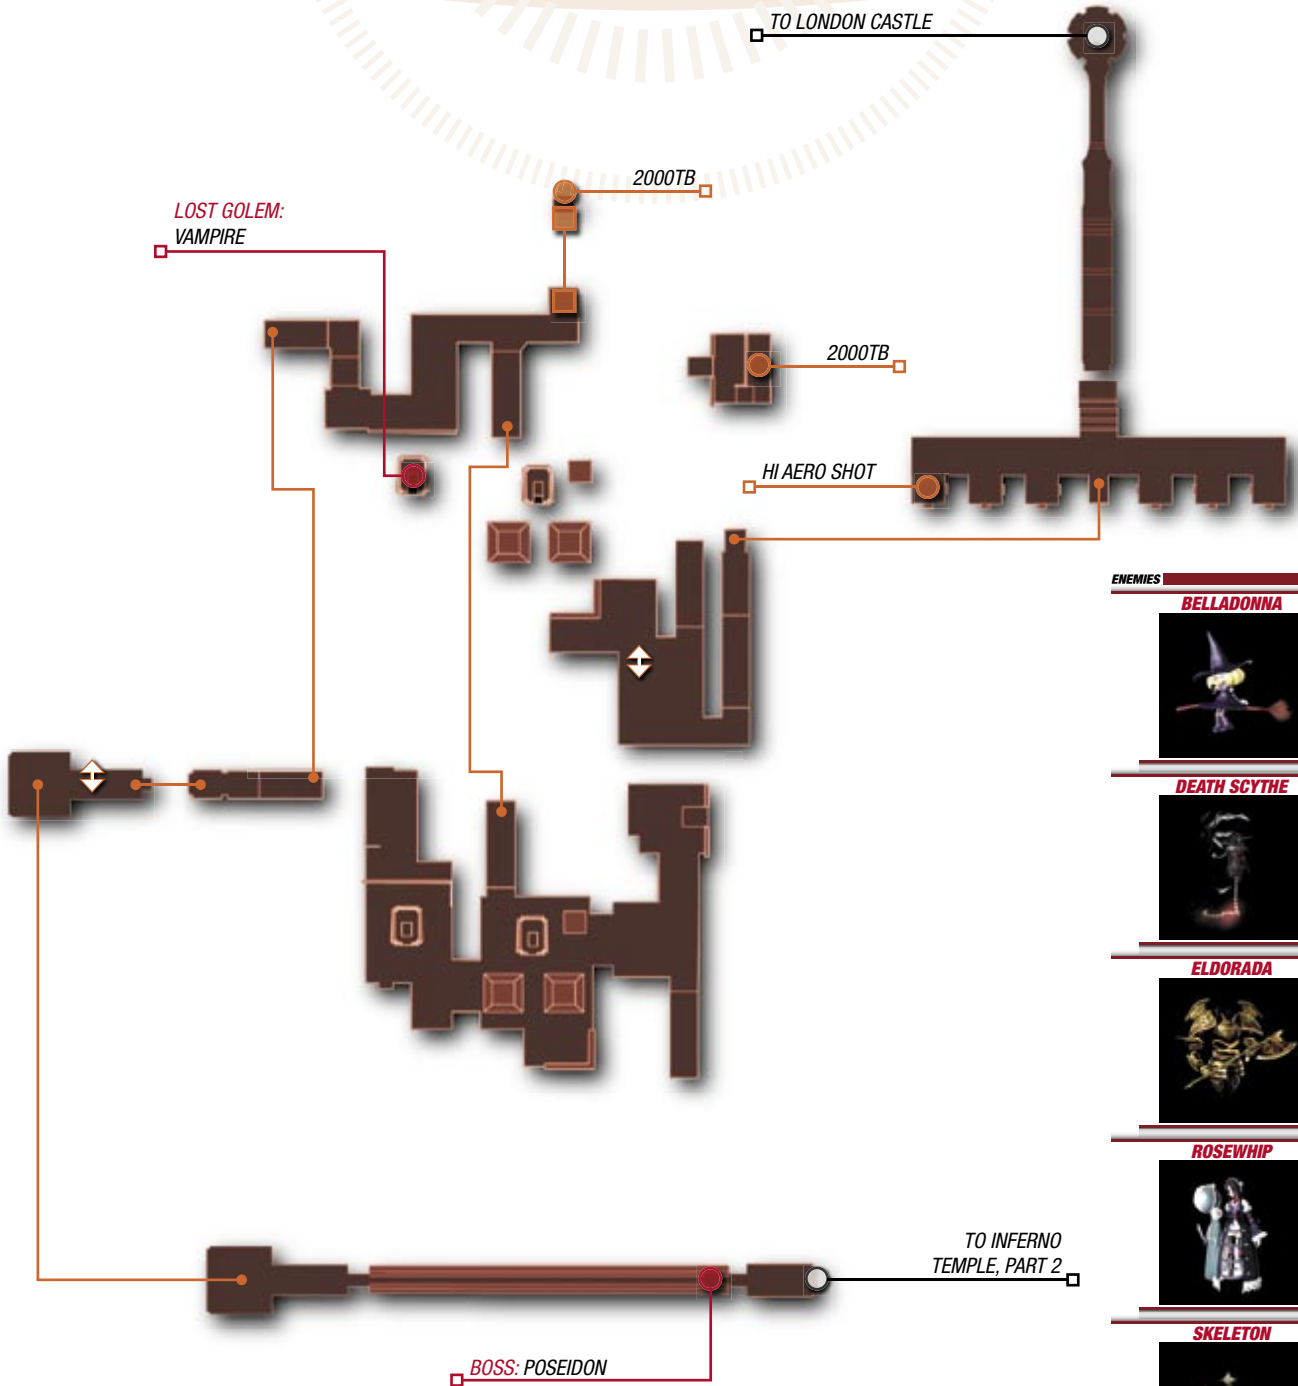 TO LONDON CASTLE
2000TB
LOST GOLEM:
VAMPIRE
2000TB
HI AERO SHOT
ENEMIES
BELLADONNA
DEATH SCYTHE
ELDORADA
ROSEWHIP
TO INFERNO
TEMPLE, PART 2
SKELETON
BOSS: POSEIDON